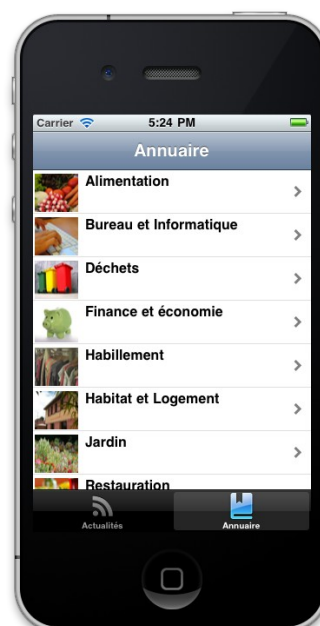 Carrier 5:24 PM
Annuaire
Alimentation
Bureau et Informatique
Déchets
Finance et économie
Habillement
Habitat et Logement
Jardin
Restauration
Actualités Annuaire